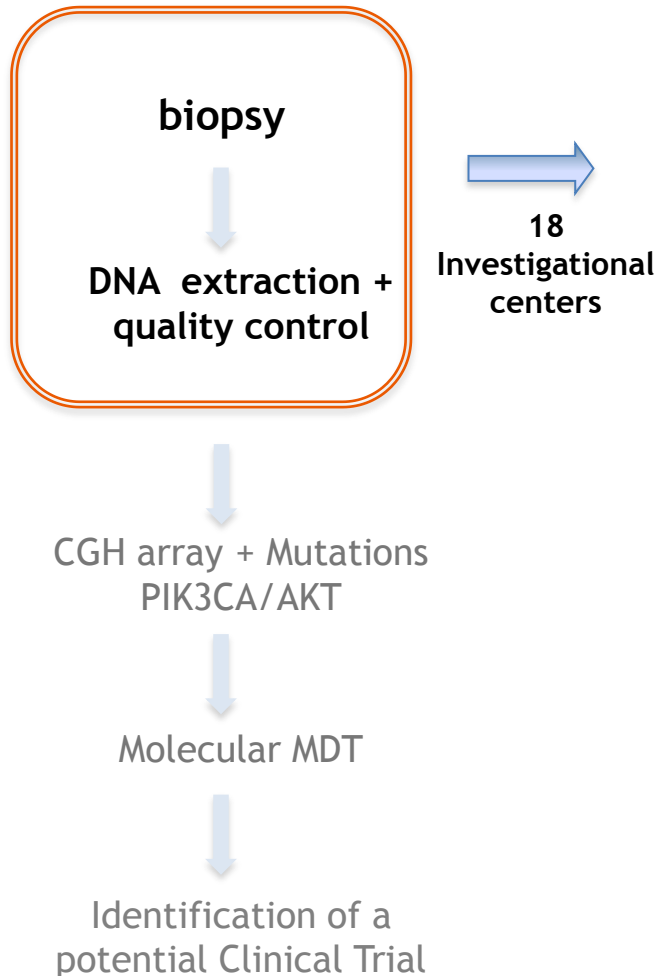 biopsy
DNA extraction +
quality control
18
Investigational
centers
CGH array + Mutations
PIK3CA/AKT
Molecular MDT
Identification of a
potential Clinical Trial